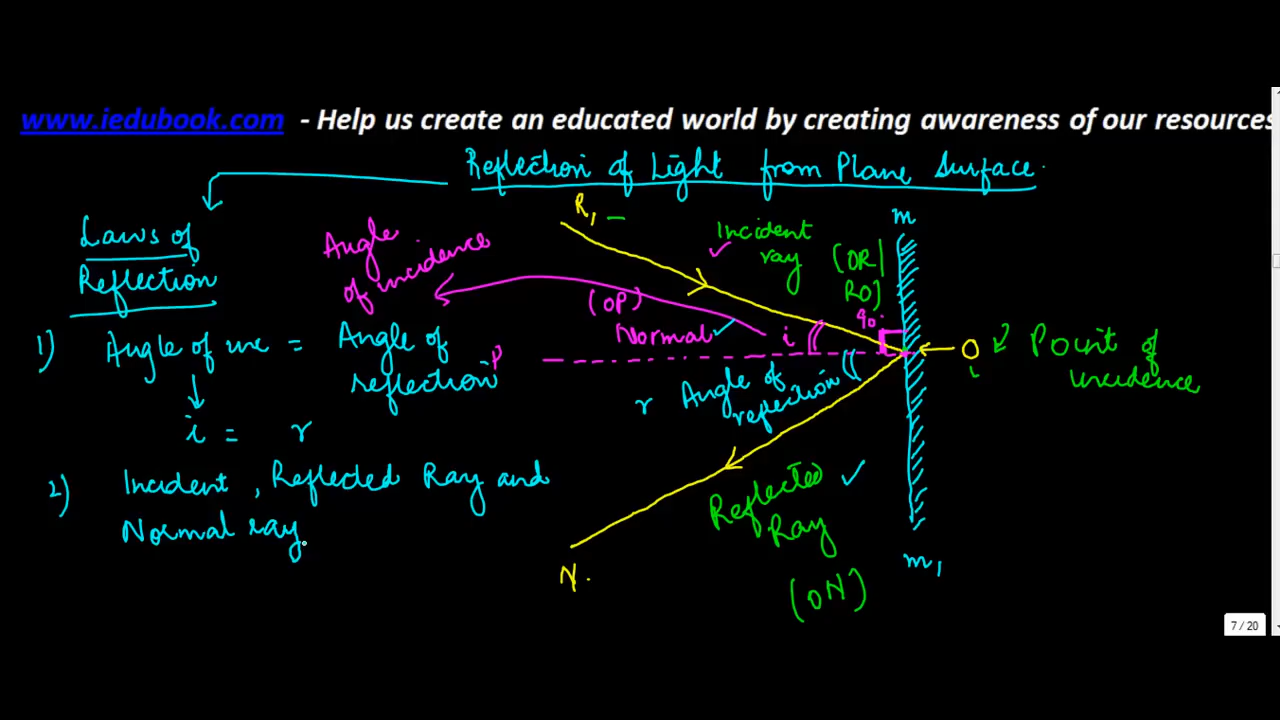 www.iedubook.com - Help us create an educated world by creating awareness of our resources
Reflection of Light from Plane Surface.
Laws of
Reflection
1) Angle of inc = Angle of
reflection
i = r
2) Incident, Reflected Ray and
Normal ray
Angle
of incidence
R1
Incident
ray
(OR)
RO)
m
(OP)
Normal
i
90
P
O
Point of
incidence
r Angle of
reflection
Reflected
Ray
(ON)
N.
m1
7 / 20